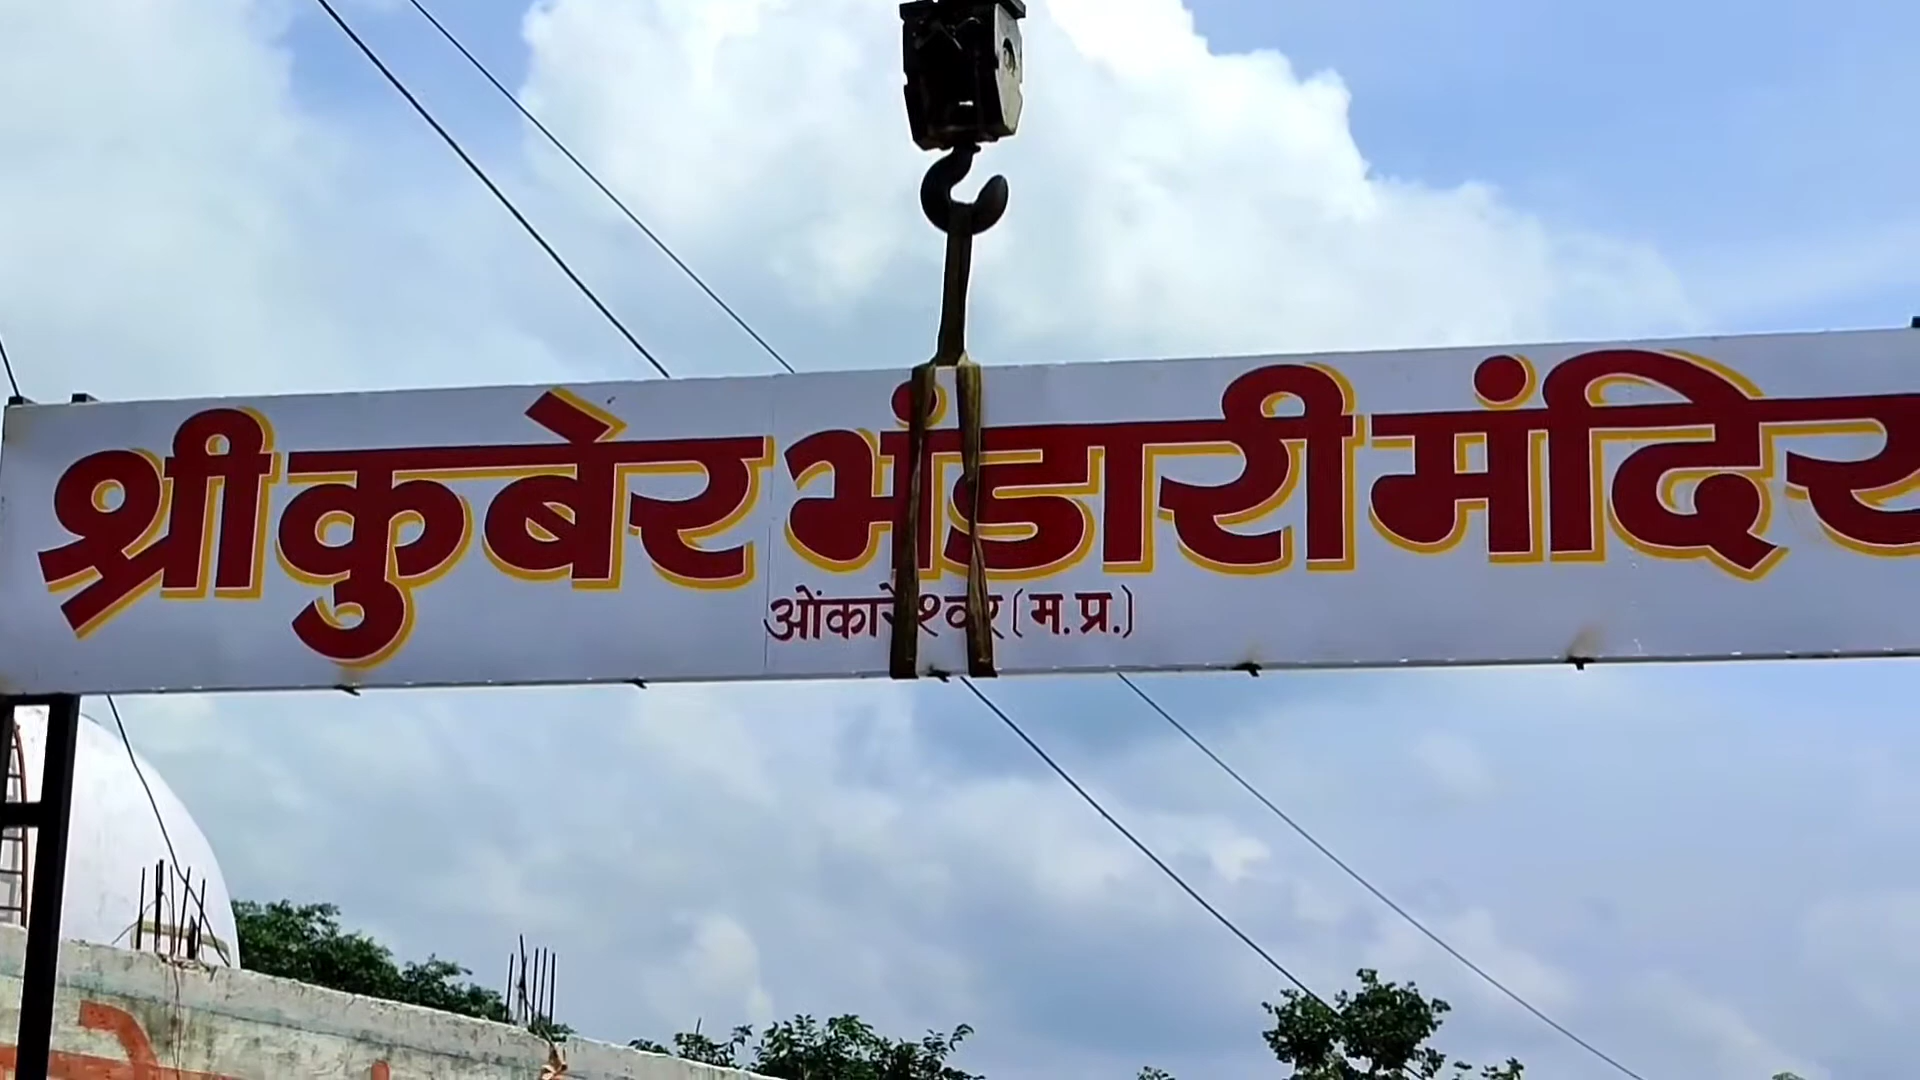 श्री कुबेर भंडारी मंदिर
ओंकारेश्वर (म. प्र.)